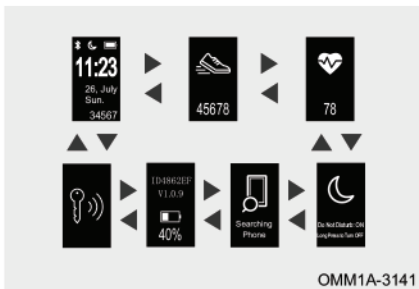 11:23
26, July
Sun.
34567
45678
78
ID4862EF
V1.0.9
40%
Searching
Phone
Do Not Disturb: ON
Long Press to Turn OFF
OMM1A-3141